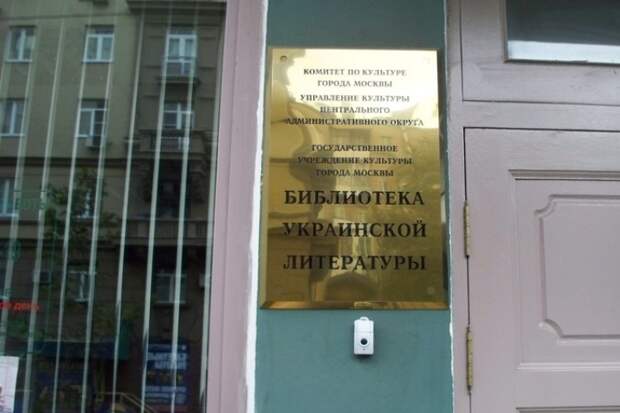 КОМИТЕТ ПО КУЛЬТУРЕ
ГОРОДА МОСКВЫ
УПРАВЛЕНИЕ КУЛЬТУРЫ
ЦЕНТРАЛЬНОГО
АДМИНИСТРАТИВНОГО ОКРУГА
ГОСУДАРСТВЕННОЕ
УЧРЕЖДЕНИЕ КУЛЬТУРЫ
ГОРОДА МОСКВЫ
БИБЛИОТЕКА
УКРАИНСКОЙ
ЛИТЕРАТУРЫ